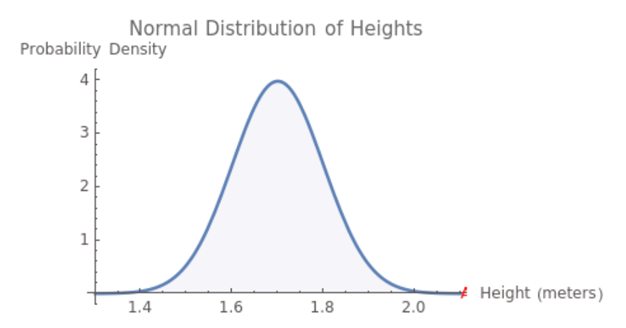 Normal Distribution of Heights
Probability Density
4
3
2
1
1.4 1.6 1.8 2.0
Height (meters)